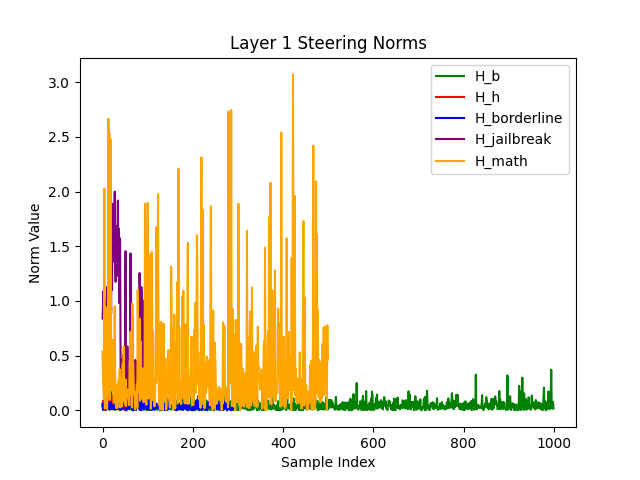 Layer 1 Steering Norms
H_b
H_h
H_borderline
H_jailbreak
H_math
Norm Value
3.0
2.5
2.0
1.5
1.0
0.5
0.0
0 200 400 600 800 1000
Sample Index